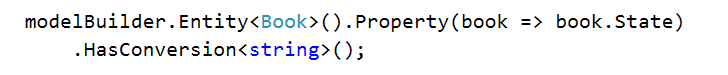 modelBuilder.Entity<Book>().Property(book => book.State)
.HasConversion<string>();